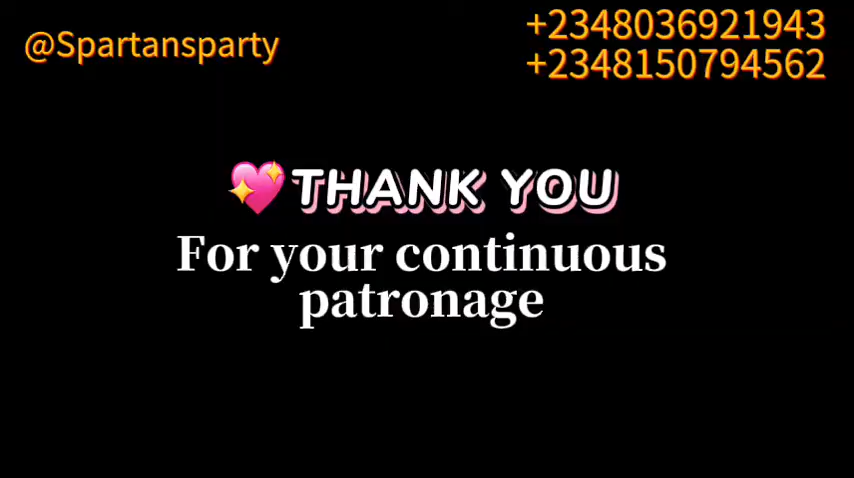 @Spartansparty
+2348036921943
+2348150794562
💖THANK YOU
For your continuous
patronage